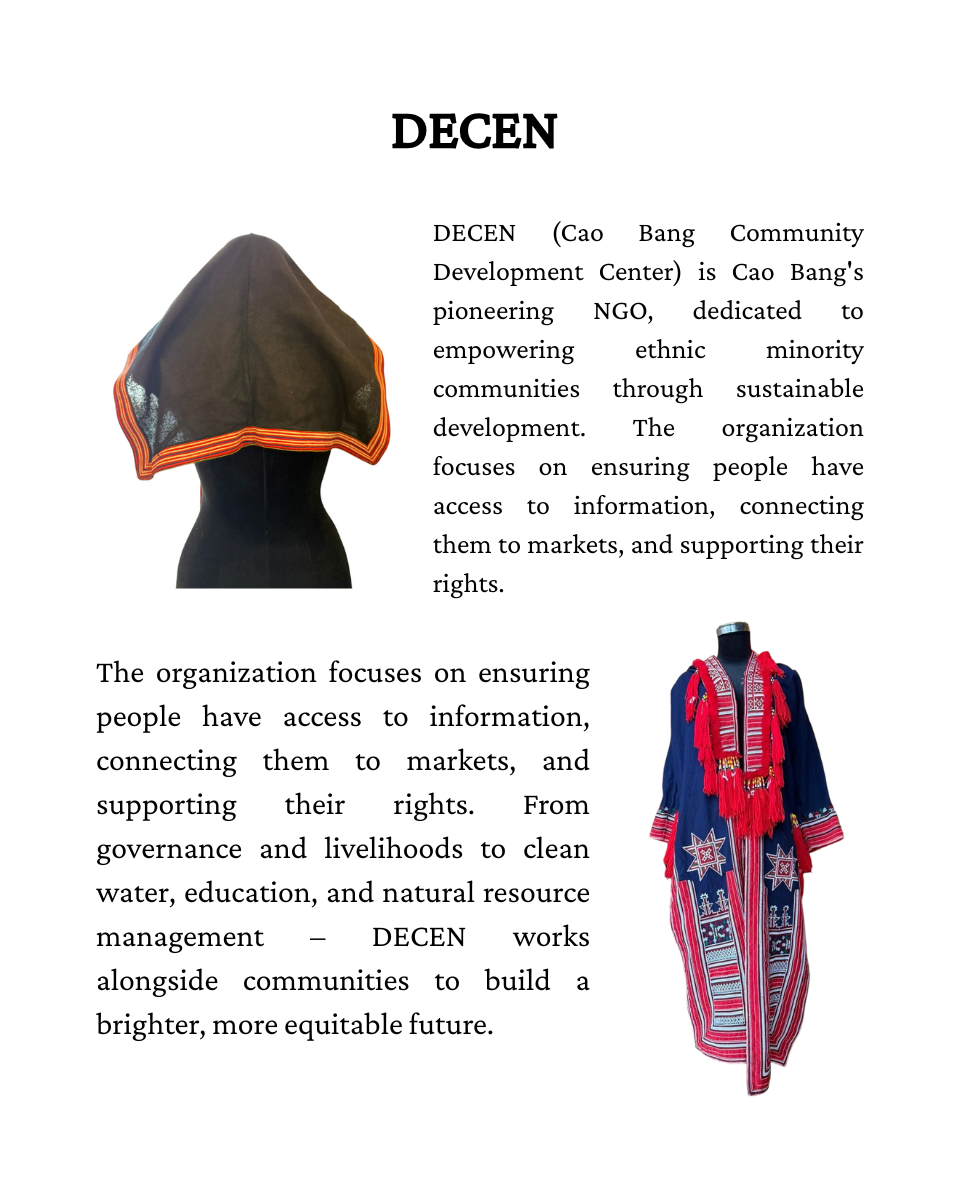 DECEN
DECEN (Cao Bang Community
Development Center) is Cao Bang's
pioneering NGO, dedicated to
empowering ethnic minority
communities through sustainable
development. The organization
focuses on ensuring people have
access to information, connecting
them to markets, and supporting their
rights.
The organization focuses on ensuring
people have access to information,
connecting them to markets, and
supporting their rights. From
governance and livelihoods to clean
water, education, and natural resource
management – DECEN works
alongside communities to build a
brighter, more equitable future.